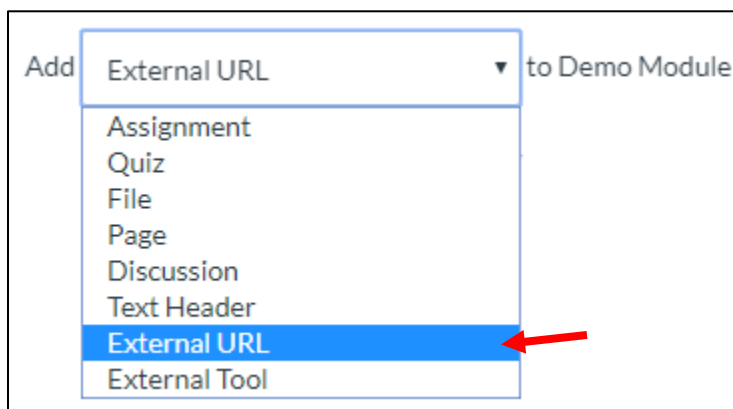 Add External URL to Demo Module
Assignment
Quiz
File
Page
Discussion
Text Header
External URL
External Tool